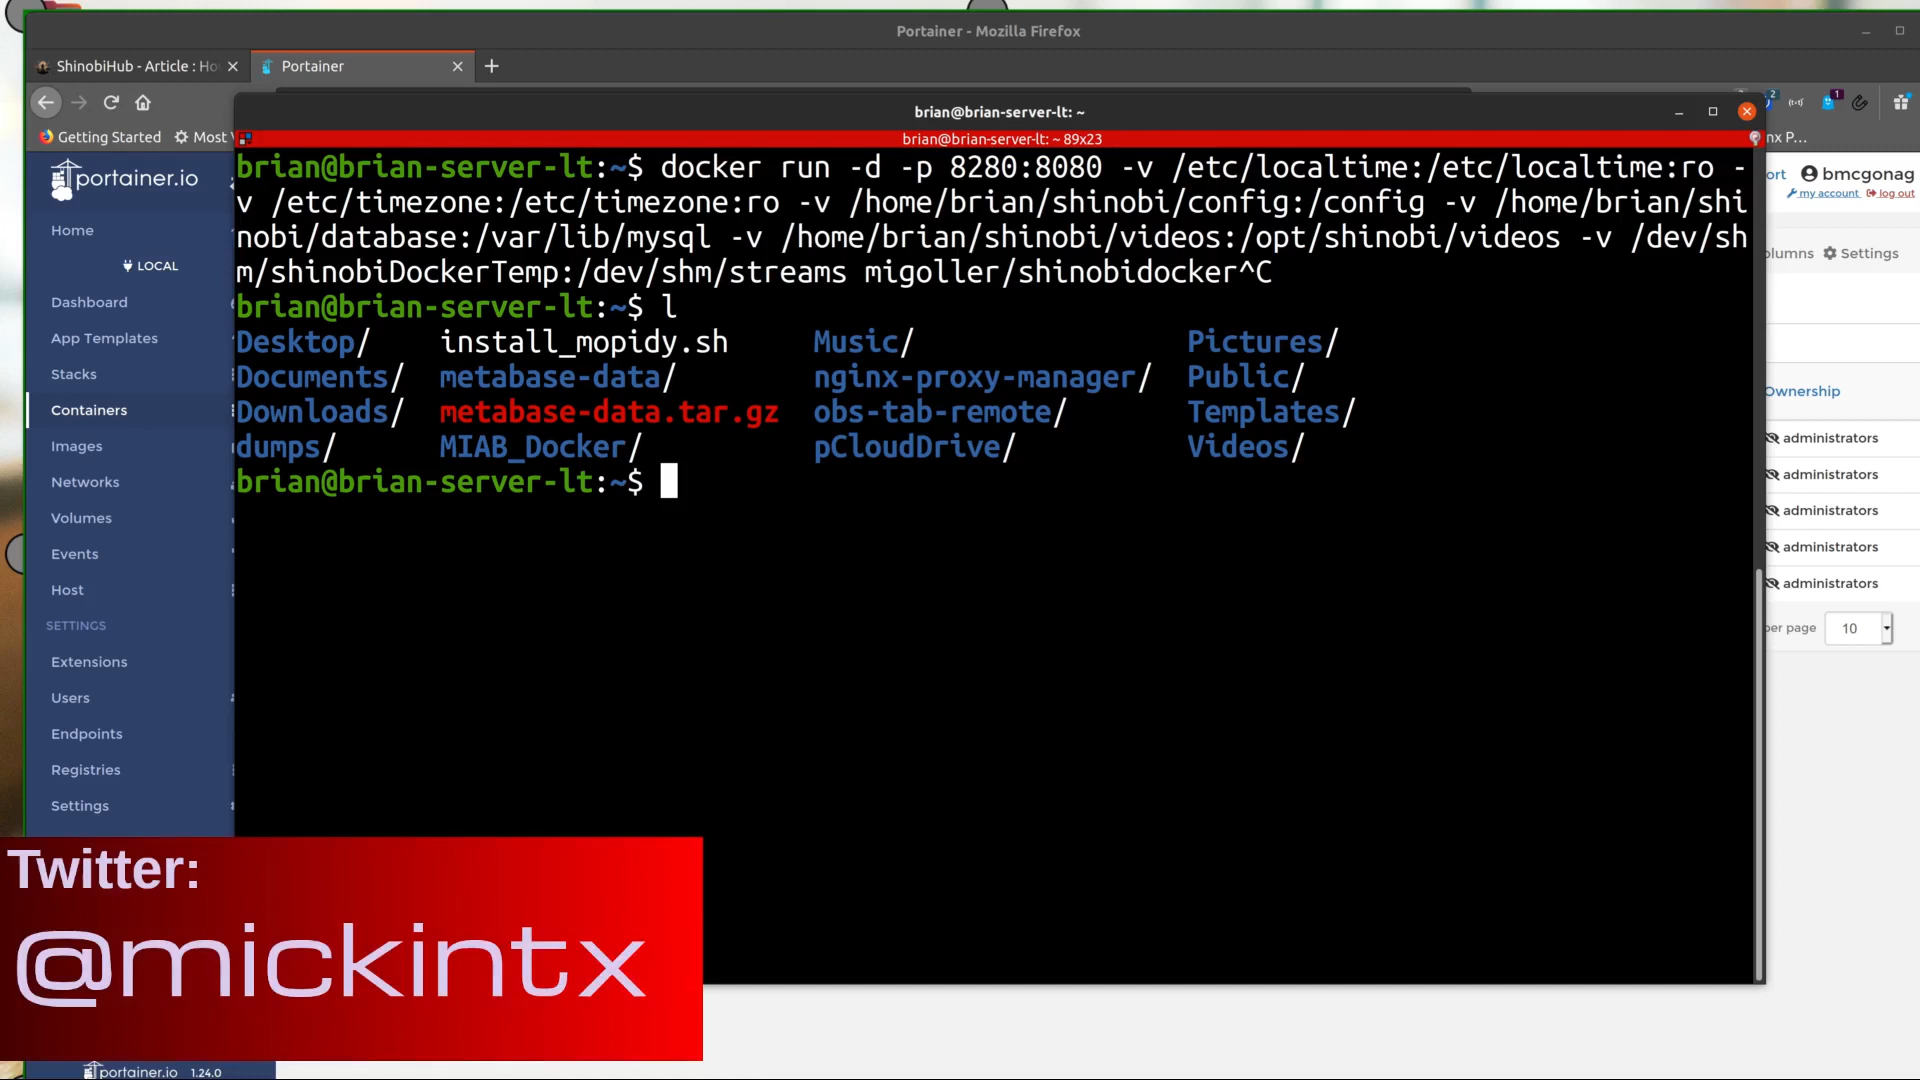 Portainer - Mozilla Firefox
ShinobiHub - Article : Ho
Portainer
Getting Started
Most
brian@brian-server-lt: ~
brian@brian-server-lt: ~ 89x23
nx P…
portainer.io
Home
LOCAL
Dashboard
App Templates
Stacks
Containers
Images
Networks
Volumes
Events
Host
SETTINGS
Extensions
Users
Endpoints
Registries
Settings
portainer.io 1.24.0
brian@brian-server-lt:~$ docker run -d -p 8280:8080 -v /etc/localtime:/etc/localtime:ro -
v /etc/timezone:/etc/timezone:ro -v /home/brian/shinobi/config:/config -v /home/brian/shi
nobi/database:/var/lib/mysql -v /home/brian/shinobi/videos:/opt/shinobi/videos -v /dev/sh
m/shinobiDockerTemp:/dev/shm/streams migoller/shinobidocker^C
brian@brian-server-lt:~$ l
Desktop/ install_mopidy.sh Music/ Pictures/
Documents/ metabase-data/ nginx-proxy-manager/ Public/
Downloads/ metabase-data.tar.gz obs-tab-remote/ Templates/
dumps/ MIAB_Docker/ pCloudDrive/ Videos/
brian@brian-server-lt:~$
ort bmcgonag
my account log out
olumns Settings
Ownership
administrators
administrators
administrators
administrators
administrators
per page 10
Twitter:
@mickintx